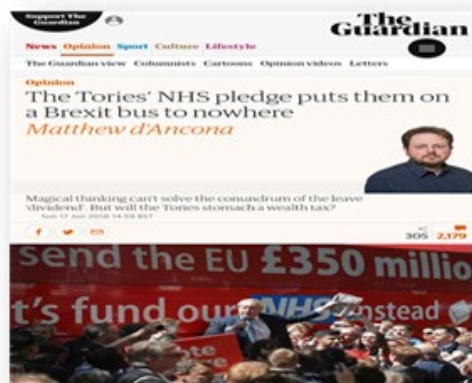 Support The
Guardian
The
Guardian
News Opinion Sport Culture Lifestyle
The Guardian view Columnists Cartoons Opinion videos Letters
Opinion
The Tories' NHS pledge puts them on
a Brexit bus to nowhere
Matthew d'Ancona
Magical thinking can't solve the conundrum of the leave
'dividend'. But will the Tories stomach a wealth tax?
Sun 17 Jun 2018 14.59 BST
305 2,179
send the EU £350 millio
t's fund our NHS instead